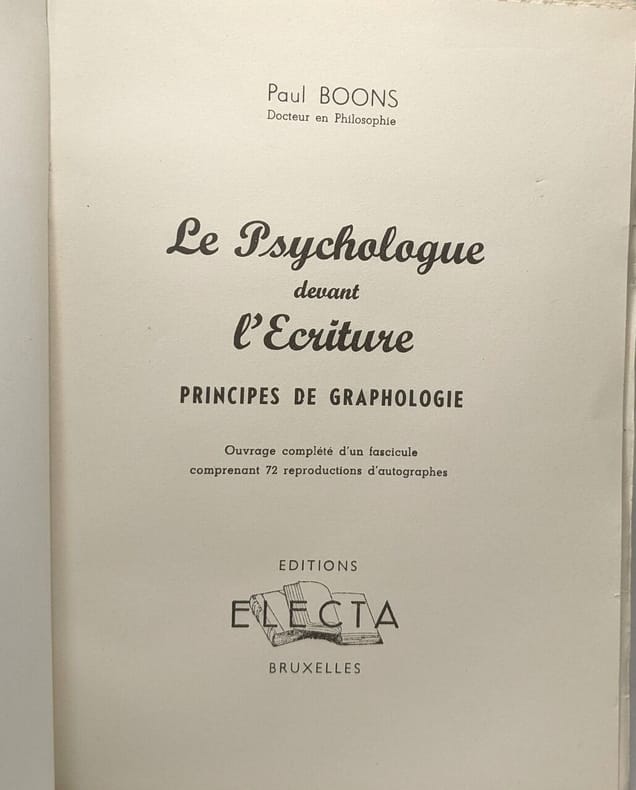 Paul BOONS
Docteur en Philosophie
Le Psychologue
devant
l'Ecriture
PRINCIPES DE GRAPHOLOGIE
Ouvrage complété d'un fascicule
comprenant 72 reproductions d'autographes
EDITIONS
ELECTA
BRUXELLES